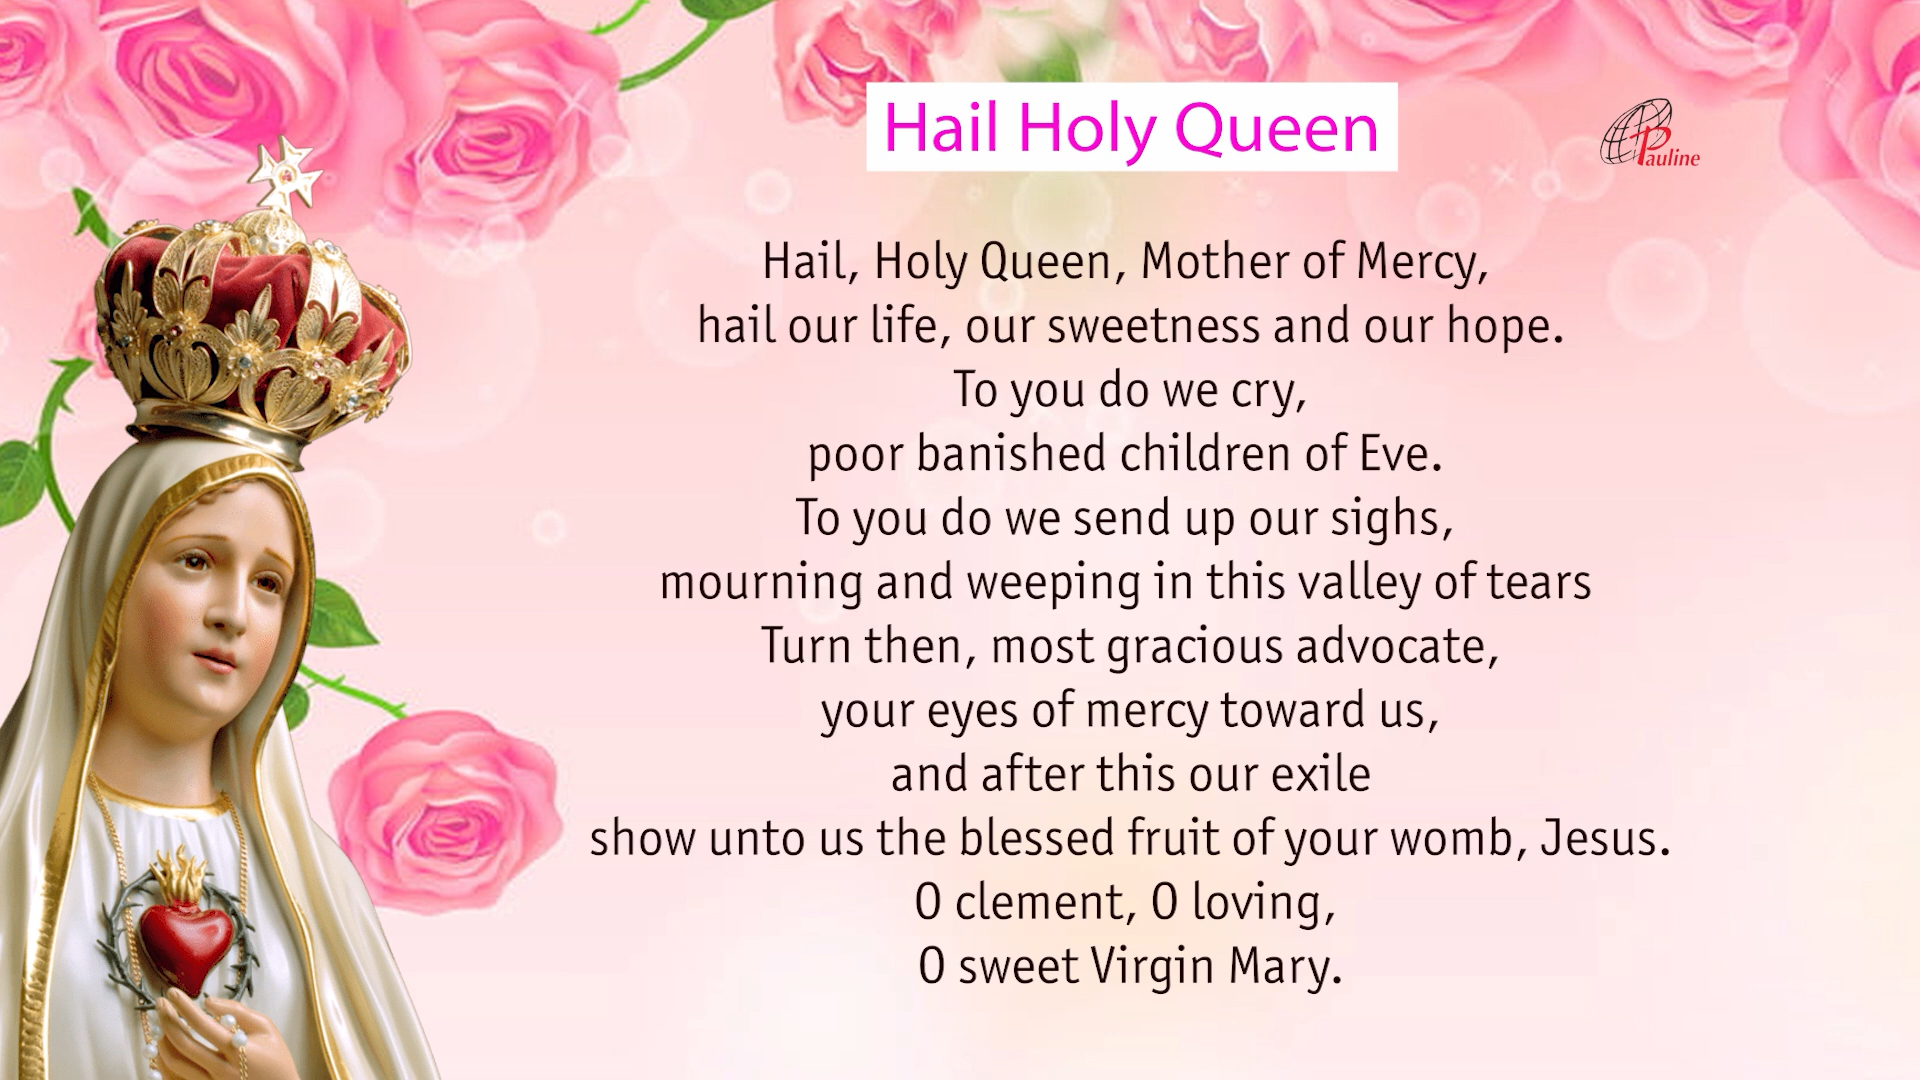 Hail Holy Queen
Pauline
Hail, Holy Queen, Mother of Mercy,
hail our life, our sweetness and our hope.
To you do we cry,
poor banished children of Eve.
To you do we send up our sighs,
mourning and weeping in this valley of tears
Turn then, most gracious advocate,
your eyes of mercy toward us,
and after this our exile
show unto us the blessed fruit of your womb, Jesus.
O clement, O loving,
O sweet Virgin Mary.